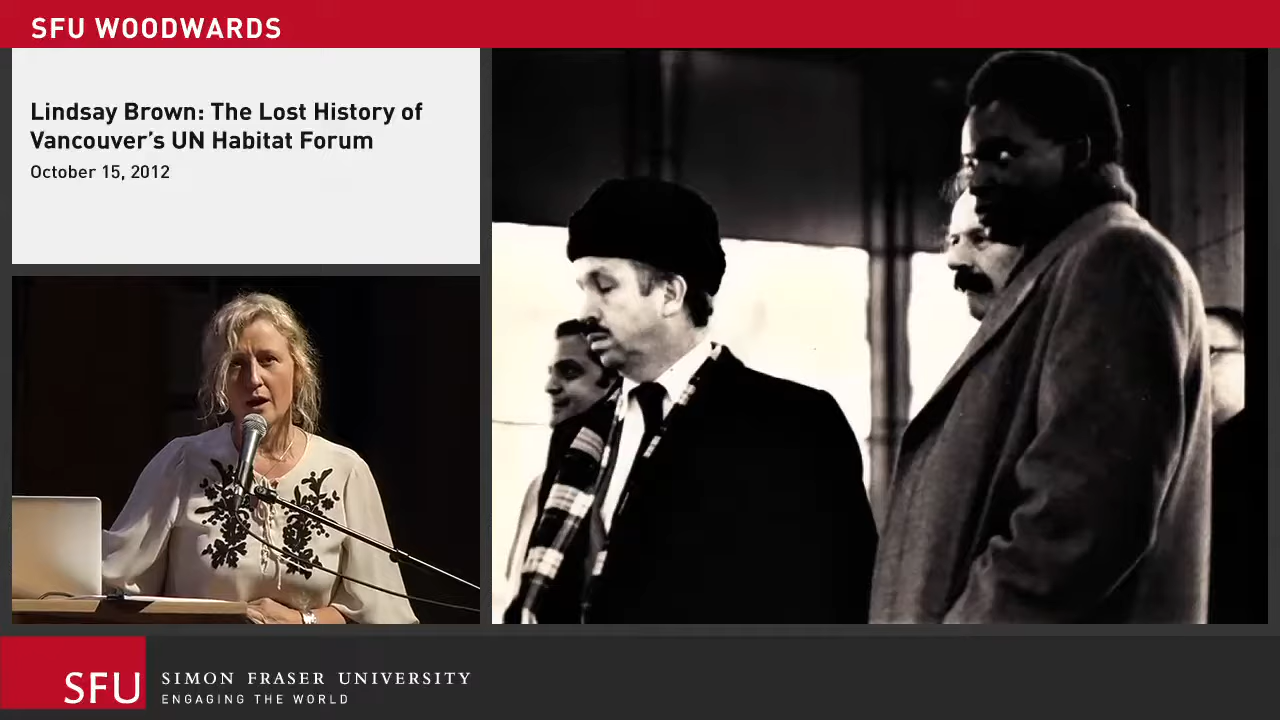 SFU WOODWARDS
Lindsay Brown: The Lost History of
Vancouver’s UN Habitat Forum
October 15, 2012
SFU
SIMON FRASER UNIVERSITY
ENGAGING THE WORLD